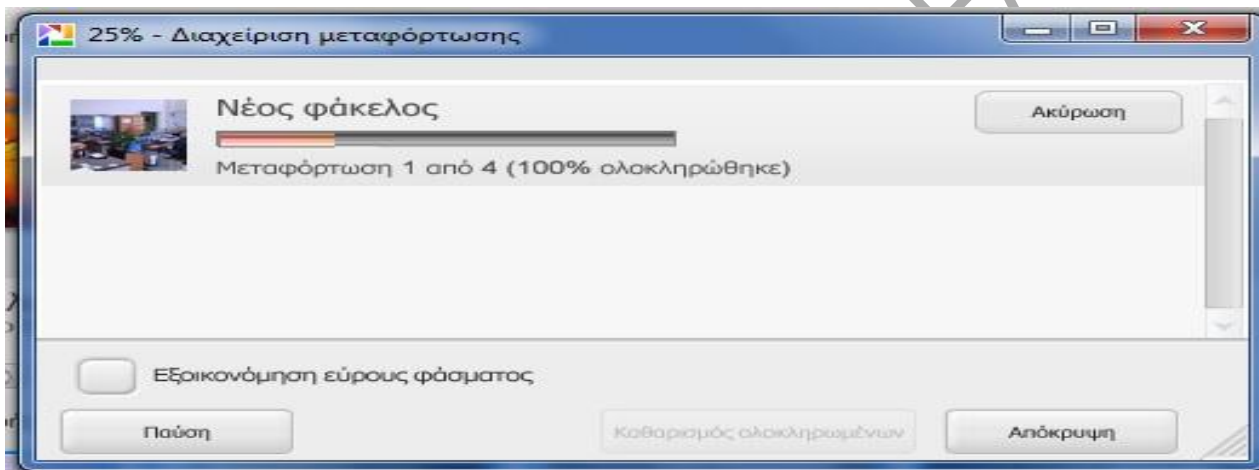 25% - Διαχείριση μεταφόρτωσης
Νέος φάκελος
Ακύρωση
Μεταφόρτωση 1 από 4 (100% ολοκληρώθηκε)
Εξοικονόμηση εύρους φάσματος
Παύση
Καθαρισμός ολοκληρωμένων
Απόκρυψη